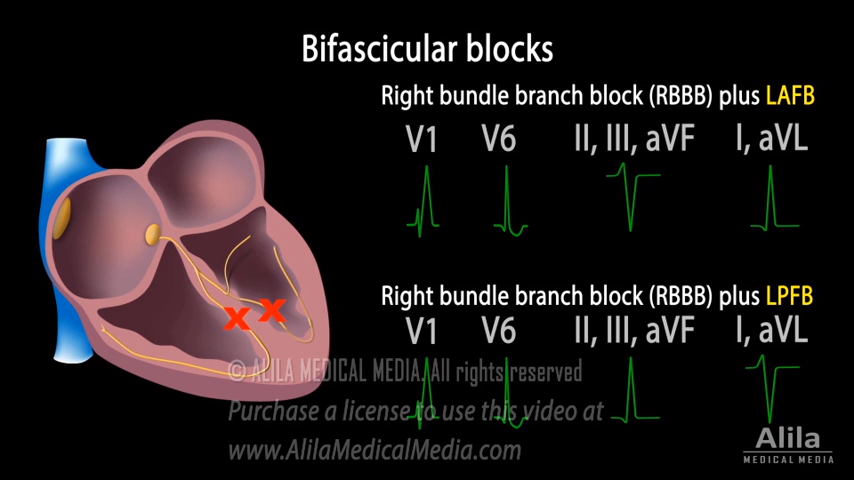 Bifascicular blocks
Right bundle branch block (RBBB) plus LAFB
V1 V6 II, III, aVF I, aVL
X X
Right bundle branch block (RBBB) plus LPFB
V1 V6 II, III, aVF I, aVL
© ALILA MEDICAL MEDIA. All rights reserved
Purchase a license to use this video at
www.AlilaMedicalMedia.com
Alila
MEDICAL MEDIA